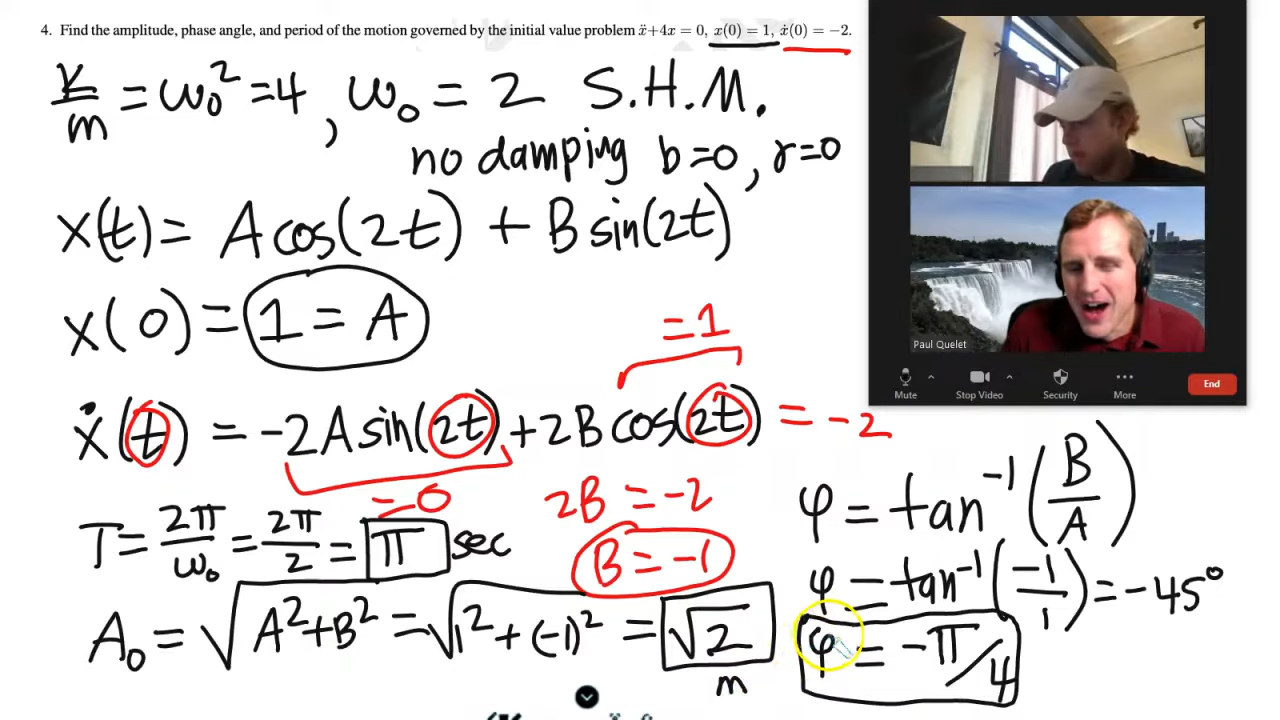 4. Find the amplitude, phase angle, and period of the motion governed by the initial value problem ẍ+4x = 0, x(0) = 1, ẋ(0) = −2.
K/m = ω₀² = 4, ω₀ = 2 S.H.M.
no damping b=0, r=0
x(t) = A cos(2t) + B sin(2t)
x(0) = 1 = A
= 1
ẋ(t) = -2A sin(2t) + 2B cos(2t) = -2
= 0
2B = -2
B = -1
T = 2π/ω₀ = 2π/2 = π sec
A₀ = √A²+B² = √1²+(-1)² = √2
m
φ = tan⁻¹(B/A)
φ = tan⁻¹(-1/1) = -45°
φ = -π/4
Paul Quelet
Mute
Stop Video
Security
More
End